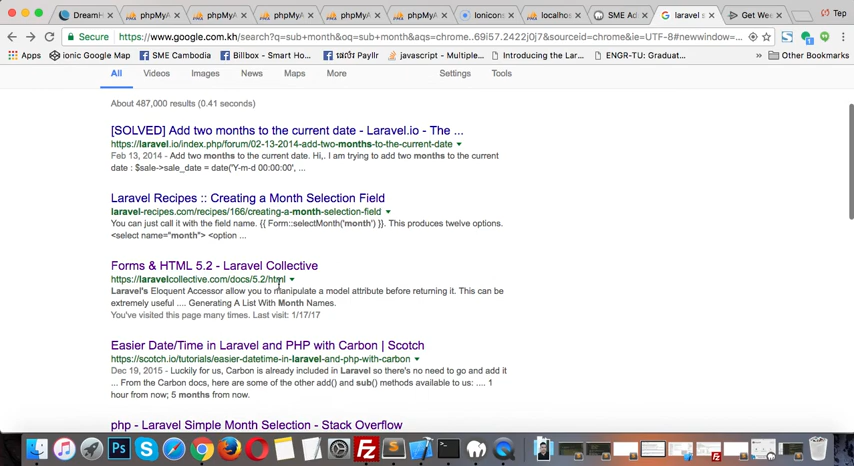 DreamH
phpMyA
phpMyA
phpMyA
phpMyA
phpMyA
Ionicons
localhos
SME Ad
laravel s
Get We
Tep
Secure
https://www.google.com.kh/search?q=sub+month&oq=sub+month&aqs=chrome..69i57.2422j0j7&sourceid=chrome&ie=UTF-8#newwindow=...
Apps
ionic Google Map
SME Cambodia
Billbox - Smart Ho...
ផលរ៉ៃ Payllr
javascript - Multiple...
Introducing the Lar...
ENGR-TU: Graduat...
Other Bookmarks
All
Videos
Images
News
Maps
More
Settings
Tools
About 487,000 results (0.41 seconds)
[SOLVED] Add two months to the current date - Laravel.io - The ...
https://laravel.io/index.php/forum/02-13-2014-add-two-months-to-the-current-date
Feb 13, 2014 - Add two months to the current date. Hi,. I am trying to add two months to the current
date : $sale->sale_date = date('Y-m-d 00:00:00', ...
Laravel Recipes :: Creating a Month Selection Field
laravel-recipes.com/recipes/166/creating-a-month-selection-field
You can just call it with the field name. {{ Form::selectMonth('month') }}. This produces twelve options.
<select name="month"> <option ...
Forms & HTML 5.2 - Laravel Collective
https://laravelcollective.com/docs/5.2/html
Laravel's Eloquent Accessor allow you to manipulate a model attribute before returning it. This can be
extremely useful .... Generating A List With Month Names.
You've visited this page many times. Last visit: 1/17/17
Easier Date/Time in Laravel and PHP with Carbon | Scotch
https://scotch.io/tutorials/easier-datetime-in-laravel-and-php-with-carbon
Dec 19, 2015 - Luckily for us, Carbon is already included in Laravel so there's no need to go and add it
... From the Carbon docs, here are some of the other add() and sub() methods available to us: .... 1
hour from now; 5 months from now.
php - Laravel Simple Month Selection - Stack Overflow